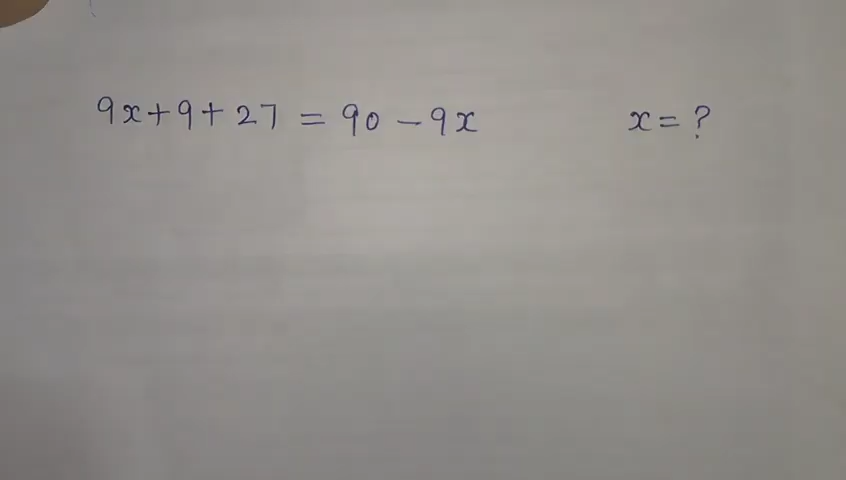 9x+9+27 = 90 - 9x x = ?